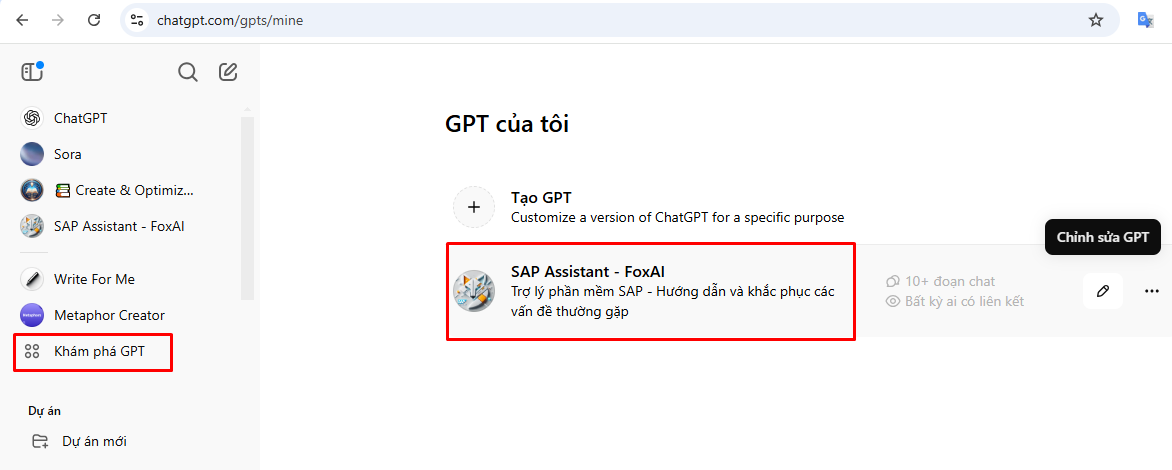 chatgpt.com/gpts/mine
ChatGPT
Sora
Create & Optimiz...
SAP Assistant - FoxAI
Write For Me
Metaphor Creator
Khám phá GPT
Dự án
Dự án mới
GPT của tôi
Tạo GPT
Customize a version of ChatGPT for a specific purpose
Chỉnh sửa GPT
SAP Assistant - FoxAI
Trợ lý phần mềm SAP - Hướng dẫn và khắc phục các
vấn đề thường gặp
10+ đoạn chat
Bất kỳ ai có liên kết